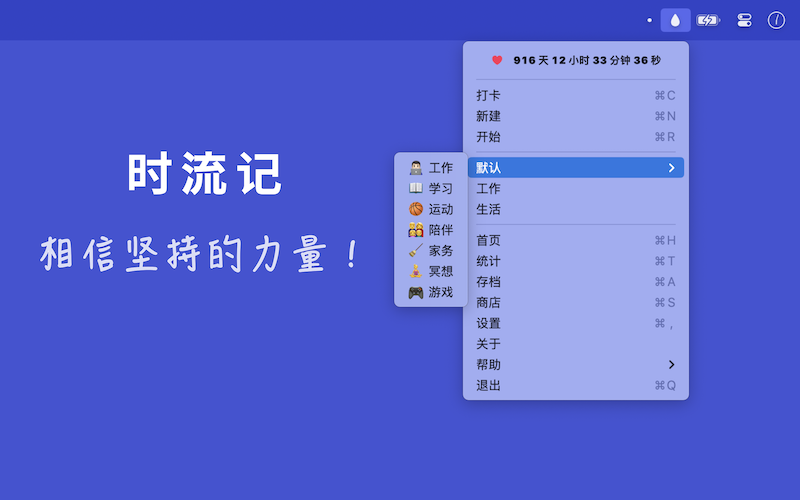 时流记
相信坚持的力量！
916 天 12 小时 33 分钟 36 秒
打卡 ⌘C
新建 ⌘N
开始 ⌘R
默认
工作
生活
工作
学习
运动
陪伴
家务
冥想
游戏
首页 ⌘H
统计 ⌘T
存档 ⌘A
商店 ⌘S
设置 ⌘ ,
关于
帮助
退出 ⌘Q